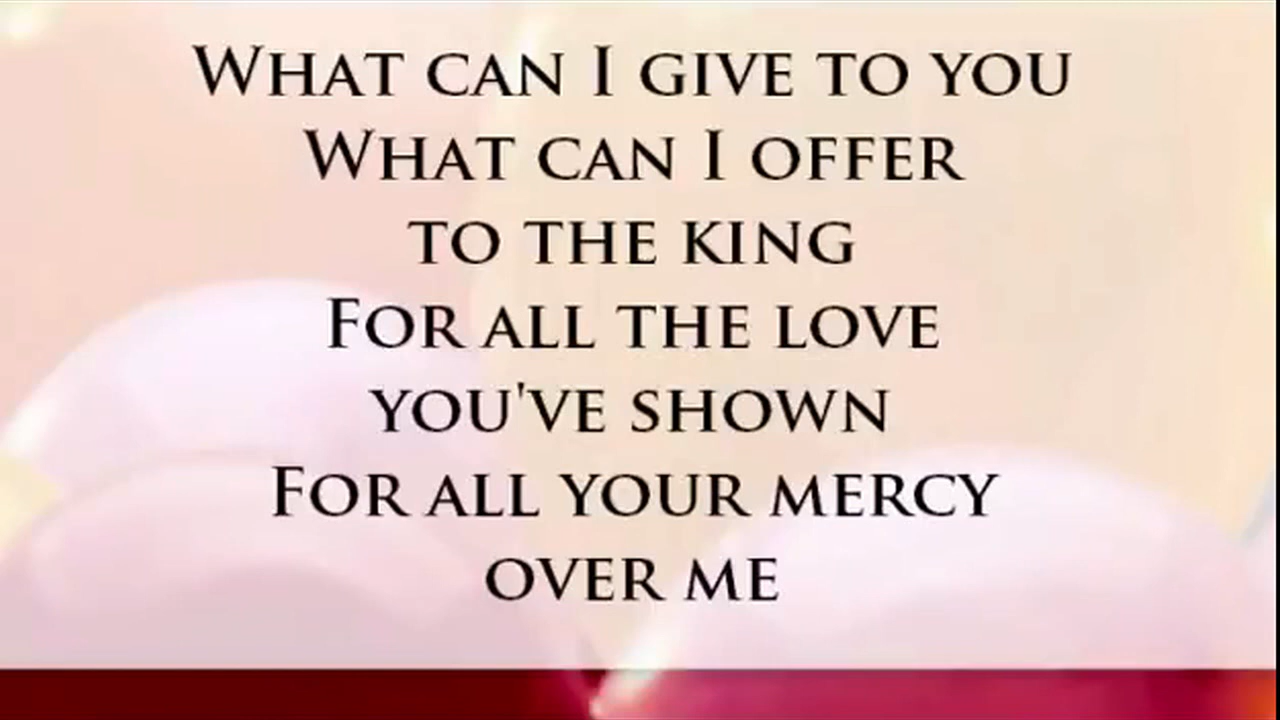 What can I give to you
What can I offer
to the king
For all the love
you've shown
For all your mercy
over me